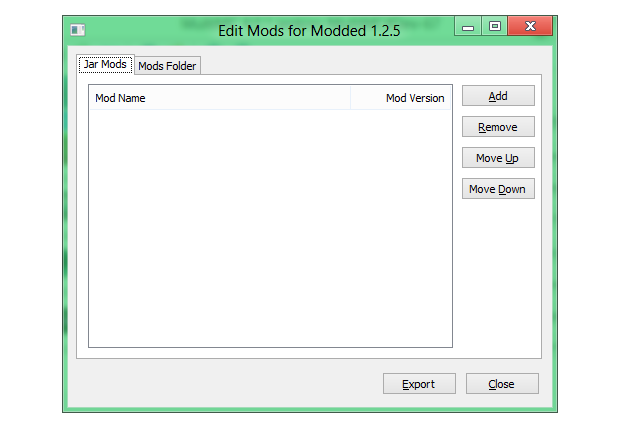 Edit Mods for Modded 1.2.5
Jar Mods
Mods Folder
Mod Name
Mod Version
Add
Remove
Move Up
Move Down
Export
Close